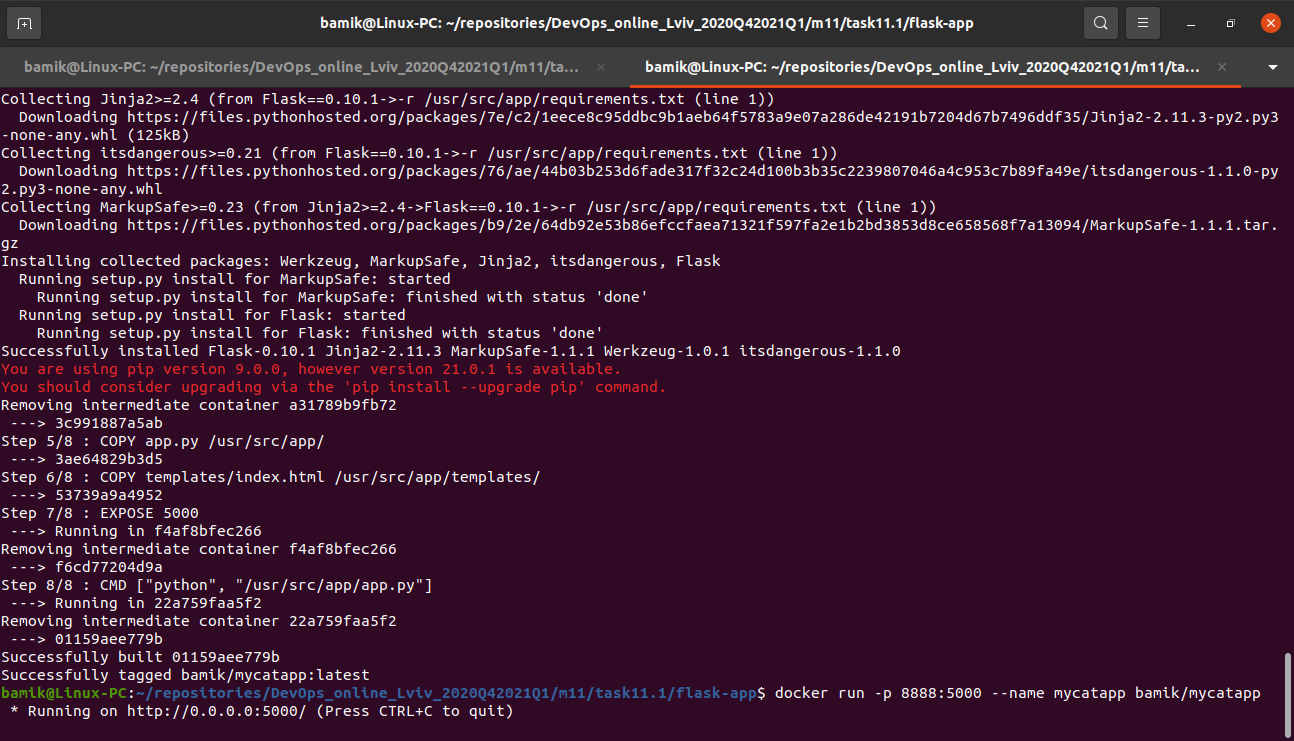 bamik@Linux-PC: ~/repositories/DevOps_online_Lviv_2020Q42021Q1/m11/task11.1/flask-app
bamik@Linux-PC: ~/repositories/DevOps_online_Lviv_2020Q42021Q1/m11/ta...
bamik@Linux-PC: ~/repositories/DevOps_online_Lviv_2020Q42021Q1/m11/ta...
Collecting Jinja2>=2.4 (from Flask==0.10.1->-r /usr/src/app/requirements.txt (line 1))
  Downloading https://files.pythonhosted.org/packages/7e/c2/1eece8c95ddbc9b1aeb64f5783a9e07a286de42191b7204d67b7496ddf35/Jinja2-2.11.3-py2.py3
-none-any.whl (125kB)
Collecting itsdangerous>=0.21 (from Flask==0.10.1->-r /usr/src/app/requirements.txt (line 1))
  Downloading https://files.pythonhosted.org/packages/76/ae/44b03b253d6fade317f32c24d100b3b35c2239807046a4c953c7b89fa49e/itsdangerous-1.1.0-py
2.py3-none-any.whl
Collecting MarkupSafe>=0.23 (from Jinja2>=2.4->Flask==0.10.1->-r /usr/src/app/requirements.txt (line 1))
  Downloading https://files.pythonhosted.org/packages/b9/2e/64db92e53b86efccfaea71321f597fa2e1b2bd3853d8ce658568f7a13094/MarkupSafe-1.1.1.tar.
gz
Installing collected packages: Werkzeug, MarkupSafe, Jinja2, itsdangerous, Flask
  Running setup.py install for MarkupSafe: started
    Running setup.py install for MarkupSafe: finished with status 'done'
  Running setup.py install for Flask: started
    Running setup.py install for Flask: finished with status 'done'
Successfully installed Flask-0.10.1 Jinja2-2.11.3 MarkupSafe-1.1.1 Werkzeug-1.0.1 itsdangerous-1.1.0
You are using pip version 9.0.0, however version 21.0.1 is available.
You should consider upgrading via the 'pip install --upgrade pip' command.
Removing intermediate container a31789b9fb72
 ---> 3c991887a5ab
Step 5/8 : COPY app.py /usr/src/app/
 ---> 3ae64829b3d5
Step 6/8 : COPY templates/index.html /usr/src/app/templates/
 ---> 53739a9a4952
Step 7/8 : EXPOSE 5000
 ---> Running in f4af8bfec266
Removing intermediate container f4af8bfec266
 ---> f6cd77204d9a
Step 8/8 : CMD ["python", "/usr/src/app/app.py"]
 ---> Running in 22a759faa5f2
Removing intermediate container 22a759faa5f2
 ---> 01159aee779b
Successfully built 01159aee779b
Successfully tagged bamik/mycatapp:latest
bamik@Linux-PC:~/repositories/DevOps_online_Lviv_2020Q42021Q1/m11/task11.1/flask-app$ docker run -p 8888:5000 --name mycatapp bamik/mycatapp
 * Running on http://0.0.0.0:5000/ (Press CTRL+C to quit)